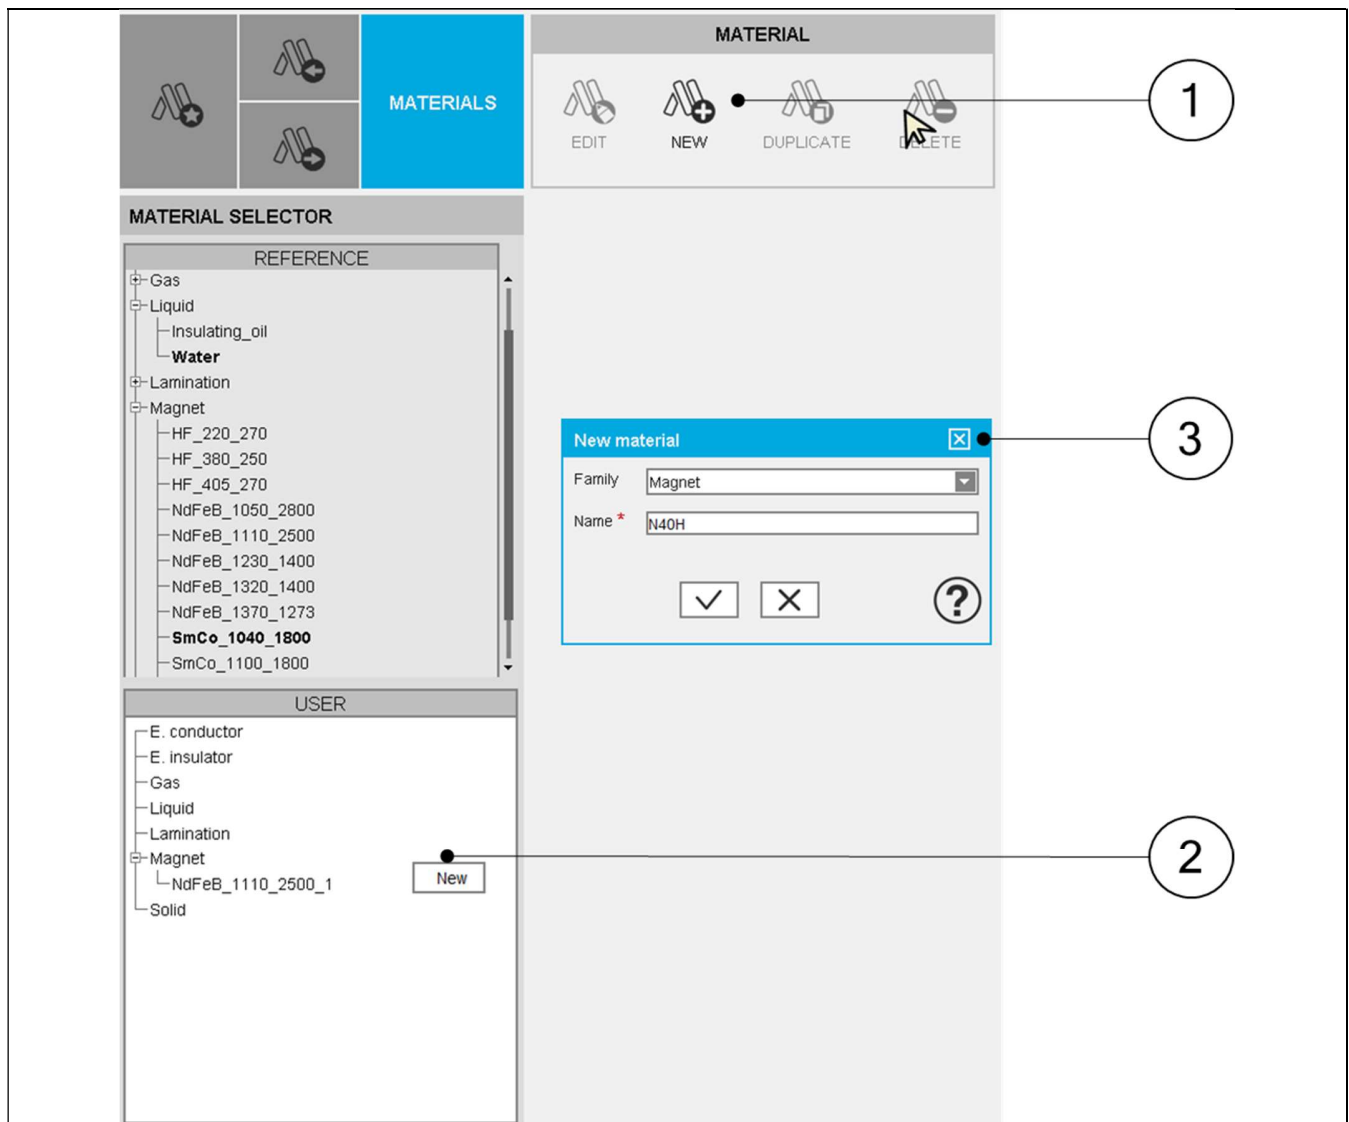 MATERIALS
MATERIAL
EDIT
NEW
DUPLICATE
DELETE
1
MATERIAL SELECTOR
REFERENCE
Gas
Liquid
Insulating_oil
Water
Lamination
Magnet
HF_220_270
HF_380_250
HF_405_270
NdFeB_1050_2800
NdFeB_1110_2500
NdFeB_1230_1400
NdFeB_1320_1400
NdFeB_1370_1273
SmCo_1040_1800
SmCo_1100_1800
New material
3
Family Magnet
Name * N40H
?
USER
E. conductor
E. insulator
Gas
Liquid
Lamination
Magnet
NdFeB_1110_2500_1
Solid
New
2